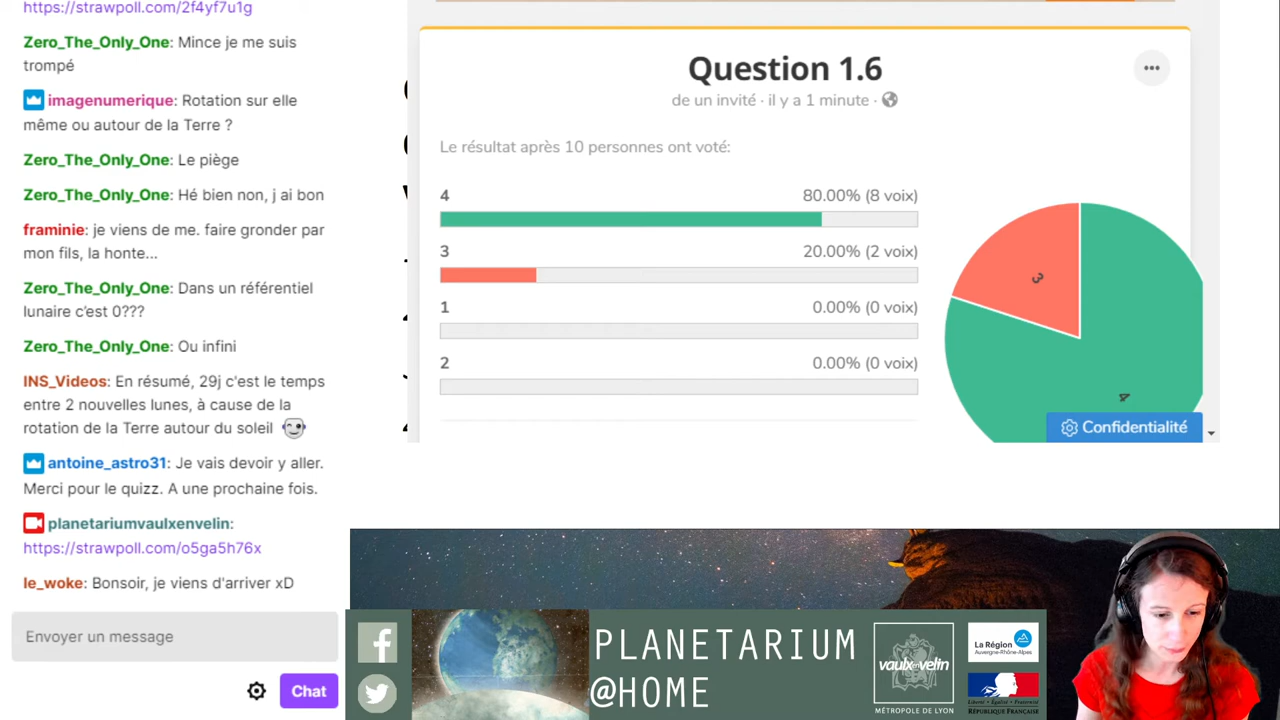 https://strawpoll.com/2f4yf7u1g
Zero_The_Only_One: Mince je me suis
trompé
imagenumerique: Rotation sur elle
même ou autour de la Terre ?
Zero_The_Only_One: Le piège
Zero_The_Only_One: Hé bien non, j ai bon
framinie: je viens de me. faire gronder par
mon fils, la honte...
Zero_The_Only_One: Dans un référentiel
lunaire c'est 0???
Zero_The_Only_One: Ou infini
INS_Videos: En résumé, 29j c'est le temps
entre 2 nouvelles lunes, à cause de la
rotation de la Terre autour du soleil
antoine_astro31: Je vais devoir y aller.
Merci pour le quizz. A une prochaine fois.
planetariumvaulxenvelin:
https://strawpoll.com/o5ga5h76x
le_woke: Bonsoir, je viens d'arriver xD
Envoyer un message
Chat
Question 1.6
de un invité · il y a 1 minute ·
Le résultat après 10 personnes ont voté:
4 80.00% (8 voix)
3 20.00% (2 voix)
1 0.00% (0 voix)
2 0.00% (0 voix)
3
4
Confidentialité
PLANETARIUM
@HOME
vaulx en velin
MÉTROPOLE DE LYON
La Région
Auvergne-Rhône-Alpes
Liberté • Égalité • Fraternité
RÉPUBLIQUE FRANÇAISE